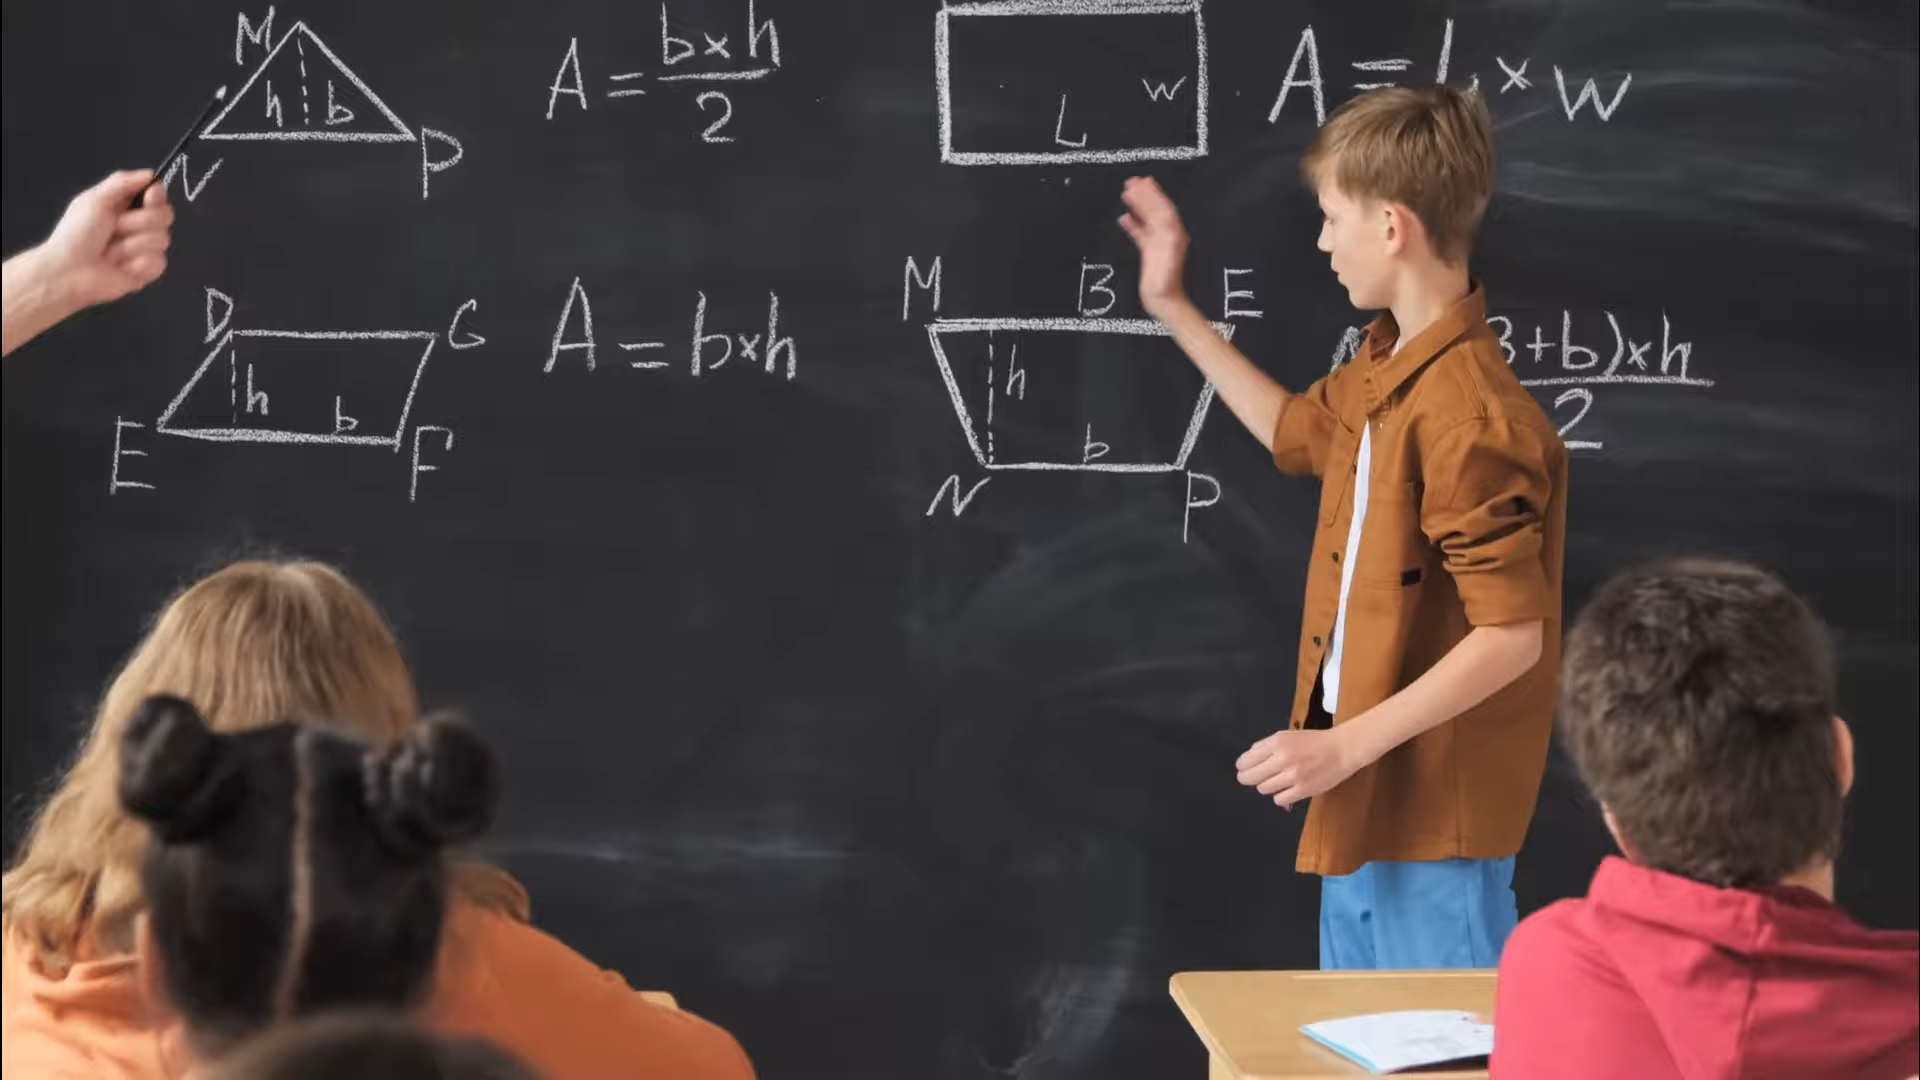 M
h b
N P
A = b×h
2
L w
A = L × w
D G
h b
E F
A = b×h
M B E
h
b
N P
+b)×h
2